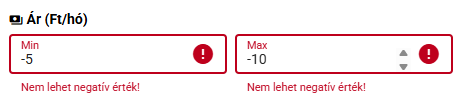 Ár (Ft/hó)
Min Max
-5 -10
Nem lehet negatív érték! Nem lehet negatív érték!